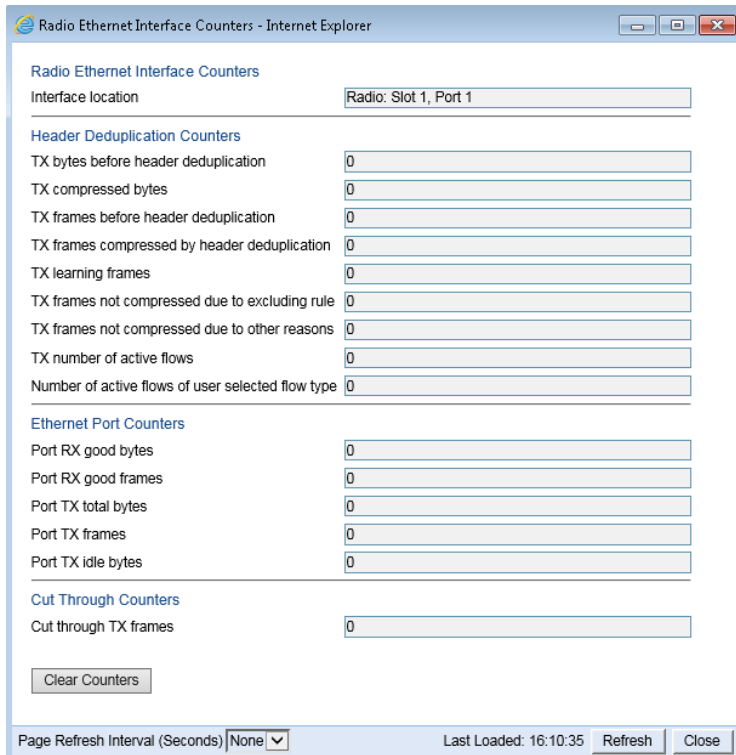 Radio Ethernet Interface Counters - Internet Explorer
Radio Ethernet Interface Counters
Interface location Radio: Slot 1, Port 1
Header Deduplication Counters
TX bytes before header deduplication 0
TX compressed bytes 0
TX frames before header deduplication 0
TX frames compressed by header deduplication 0
TX learning frames 0
TX frames not compressed due to excluding rule 0
TX frames not compressed due to other reasons 0
TX number of active flows 0
Number of active flows of user selected flow type 0
Ethernet Port Counters
Port RX good bytes 0
Port RX good frames 0
Port TX total bytes 0
Port TX frames 0
Port TX idle bytes 0
Cut Through Counters
Cut through TX frames 0
Clear Counters
Page Refresh Interval (Seconds) None Last Loaded: 16:10:35 Refresh Close